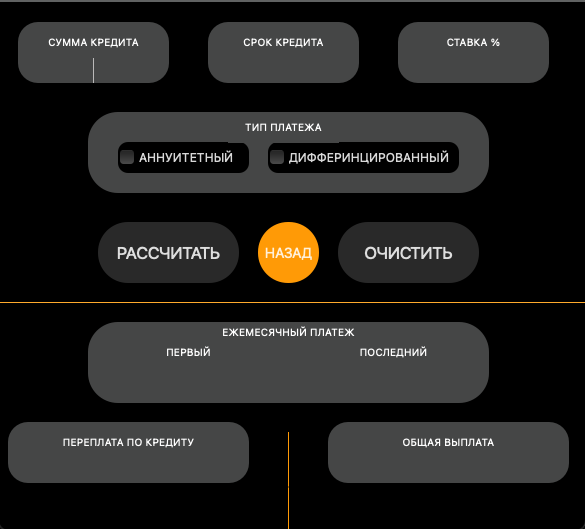 СУММА КРЕДИТА
СРОК КРЕДИТА
СТАВКА %
ТИП ПЛАТЕЖА
АННУИТЕТНЫЙ
ДИФФЕРИНЦИРОВАННЫЙ
РАССЧИТАТЬ
НАЗАД
ОЧИСТИТЬ
ЕЖЕМЕСЯЧНЫЙ ПЛАТЕЖ
ПЕРВЫЙ
ПОСЛЕДНИЙ
ПЕРЕПЛАТА ПО КРЕДИТУ
ОБЩАЯ ВЫПЛАТА